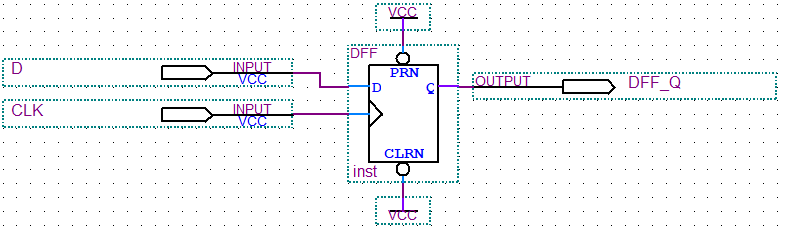 VCC
DFF
PRN
D INPUT
VCC
D Q
OUTPUT DFF_Q
CLK INPUT
VCC
CLRN
inst
VCC